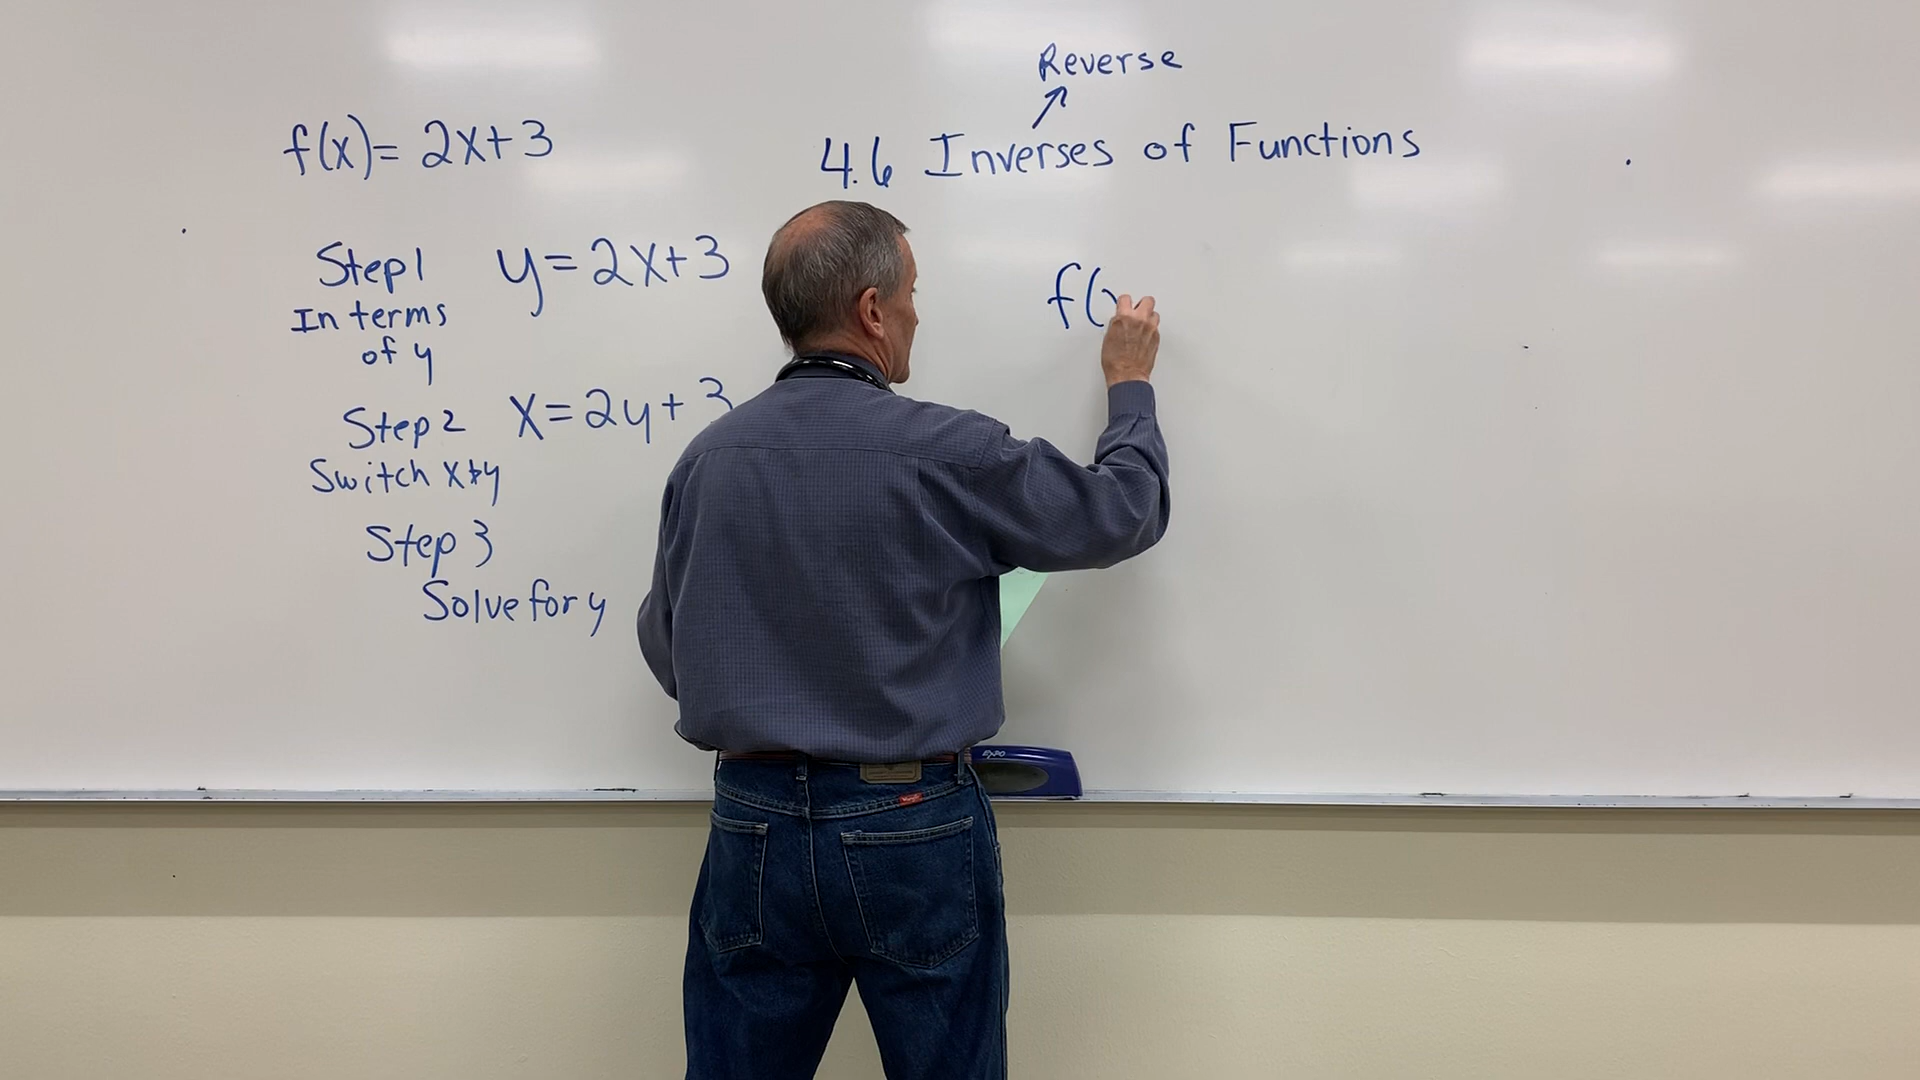 f(x)= 2x+3
Step 1 y=2x+3
In terms
of y
Step 2 x=2y+3
Switch x & y
Step 3
Solve for y
Reverse
4.6 Inverses of Functions
f(x
EXPO